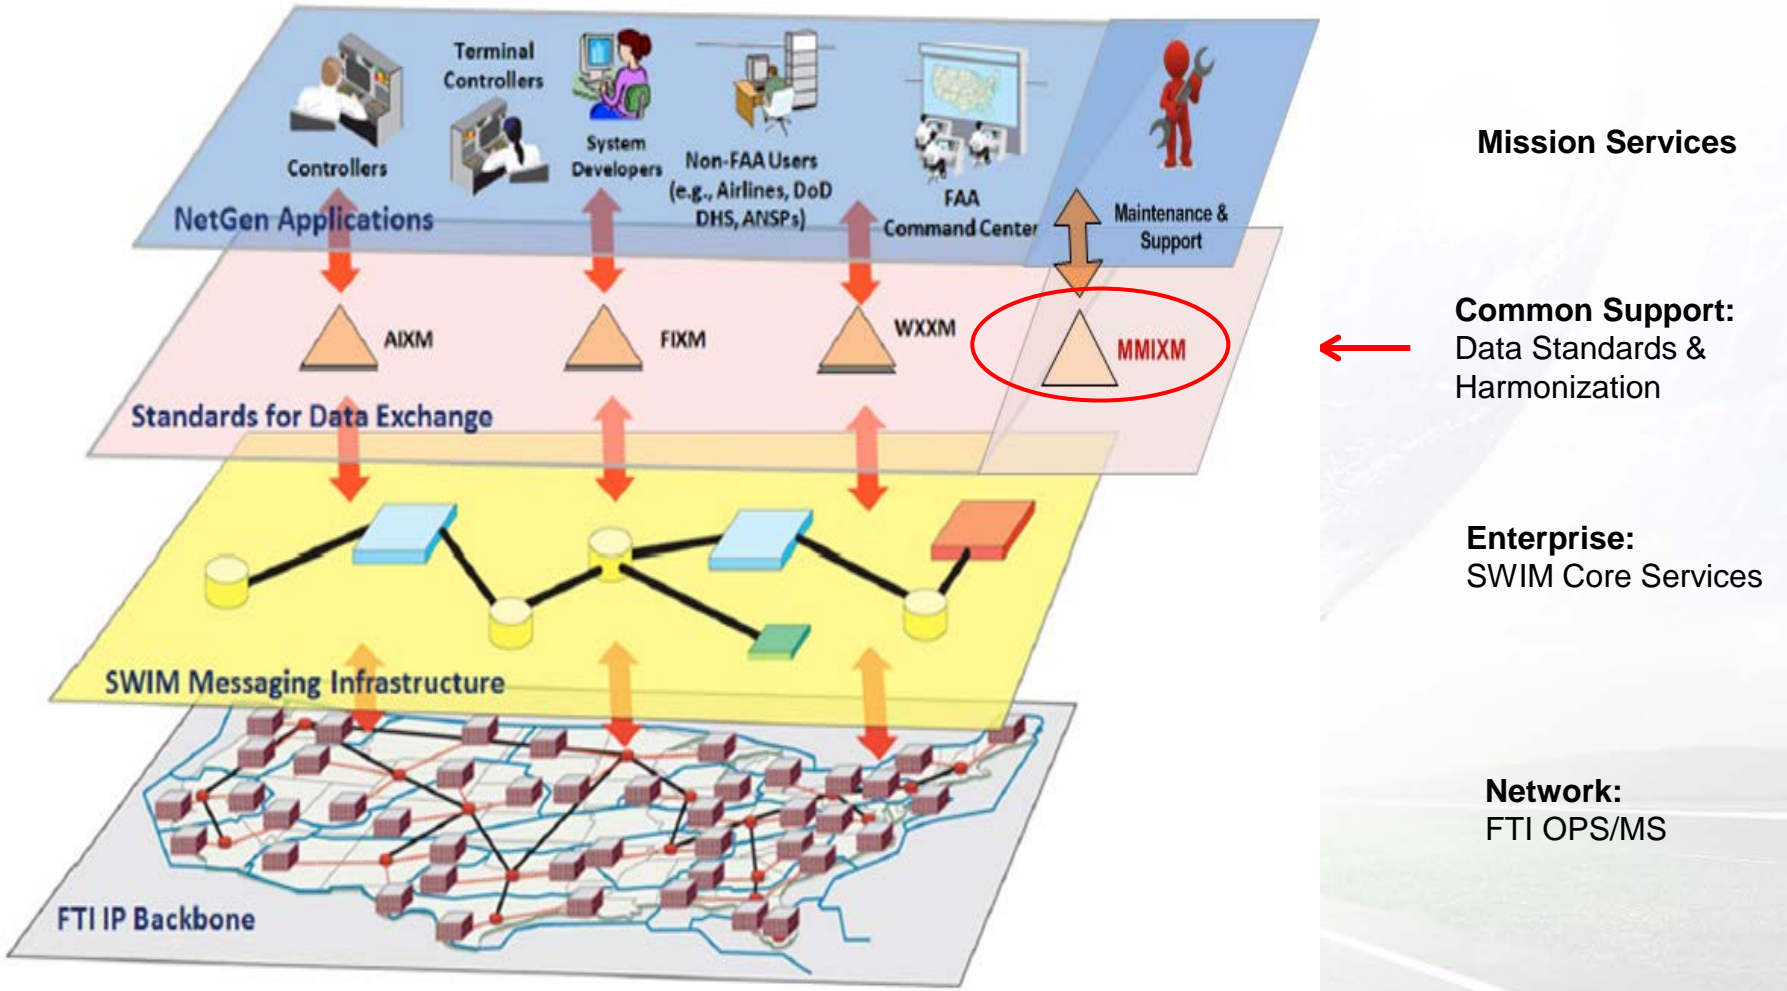 Terminal
Controllers
Controllers
System
Developers
Non-FAA Users
(e.g., Airlines, DoD
DHS, ANSPs)
FAA
Command Center
Maintenance &
Support
NetGen Applications
Mission Services
AIXM
FIXM
WXXM
MMIXM
Standards for Data Exchange
Common Support:
Data Standards &
Harmonization
SWIM Messaging Infrastructure
Enterprise:
SWIM Core Services
FTI IP Backbone
Network:
FTI OPS/MS